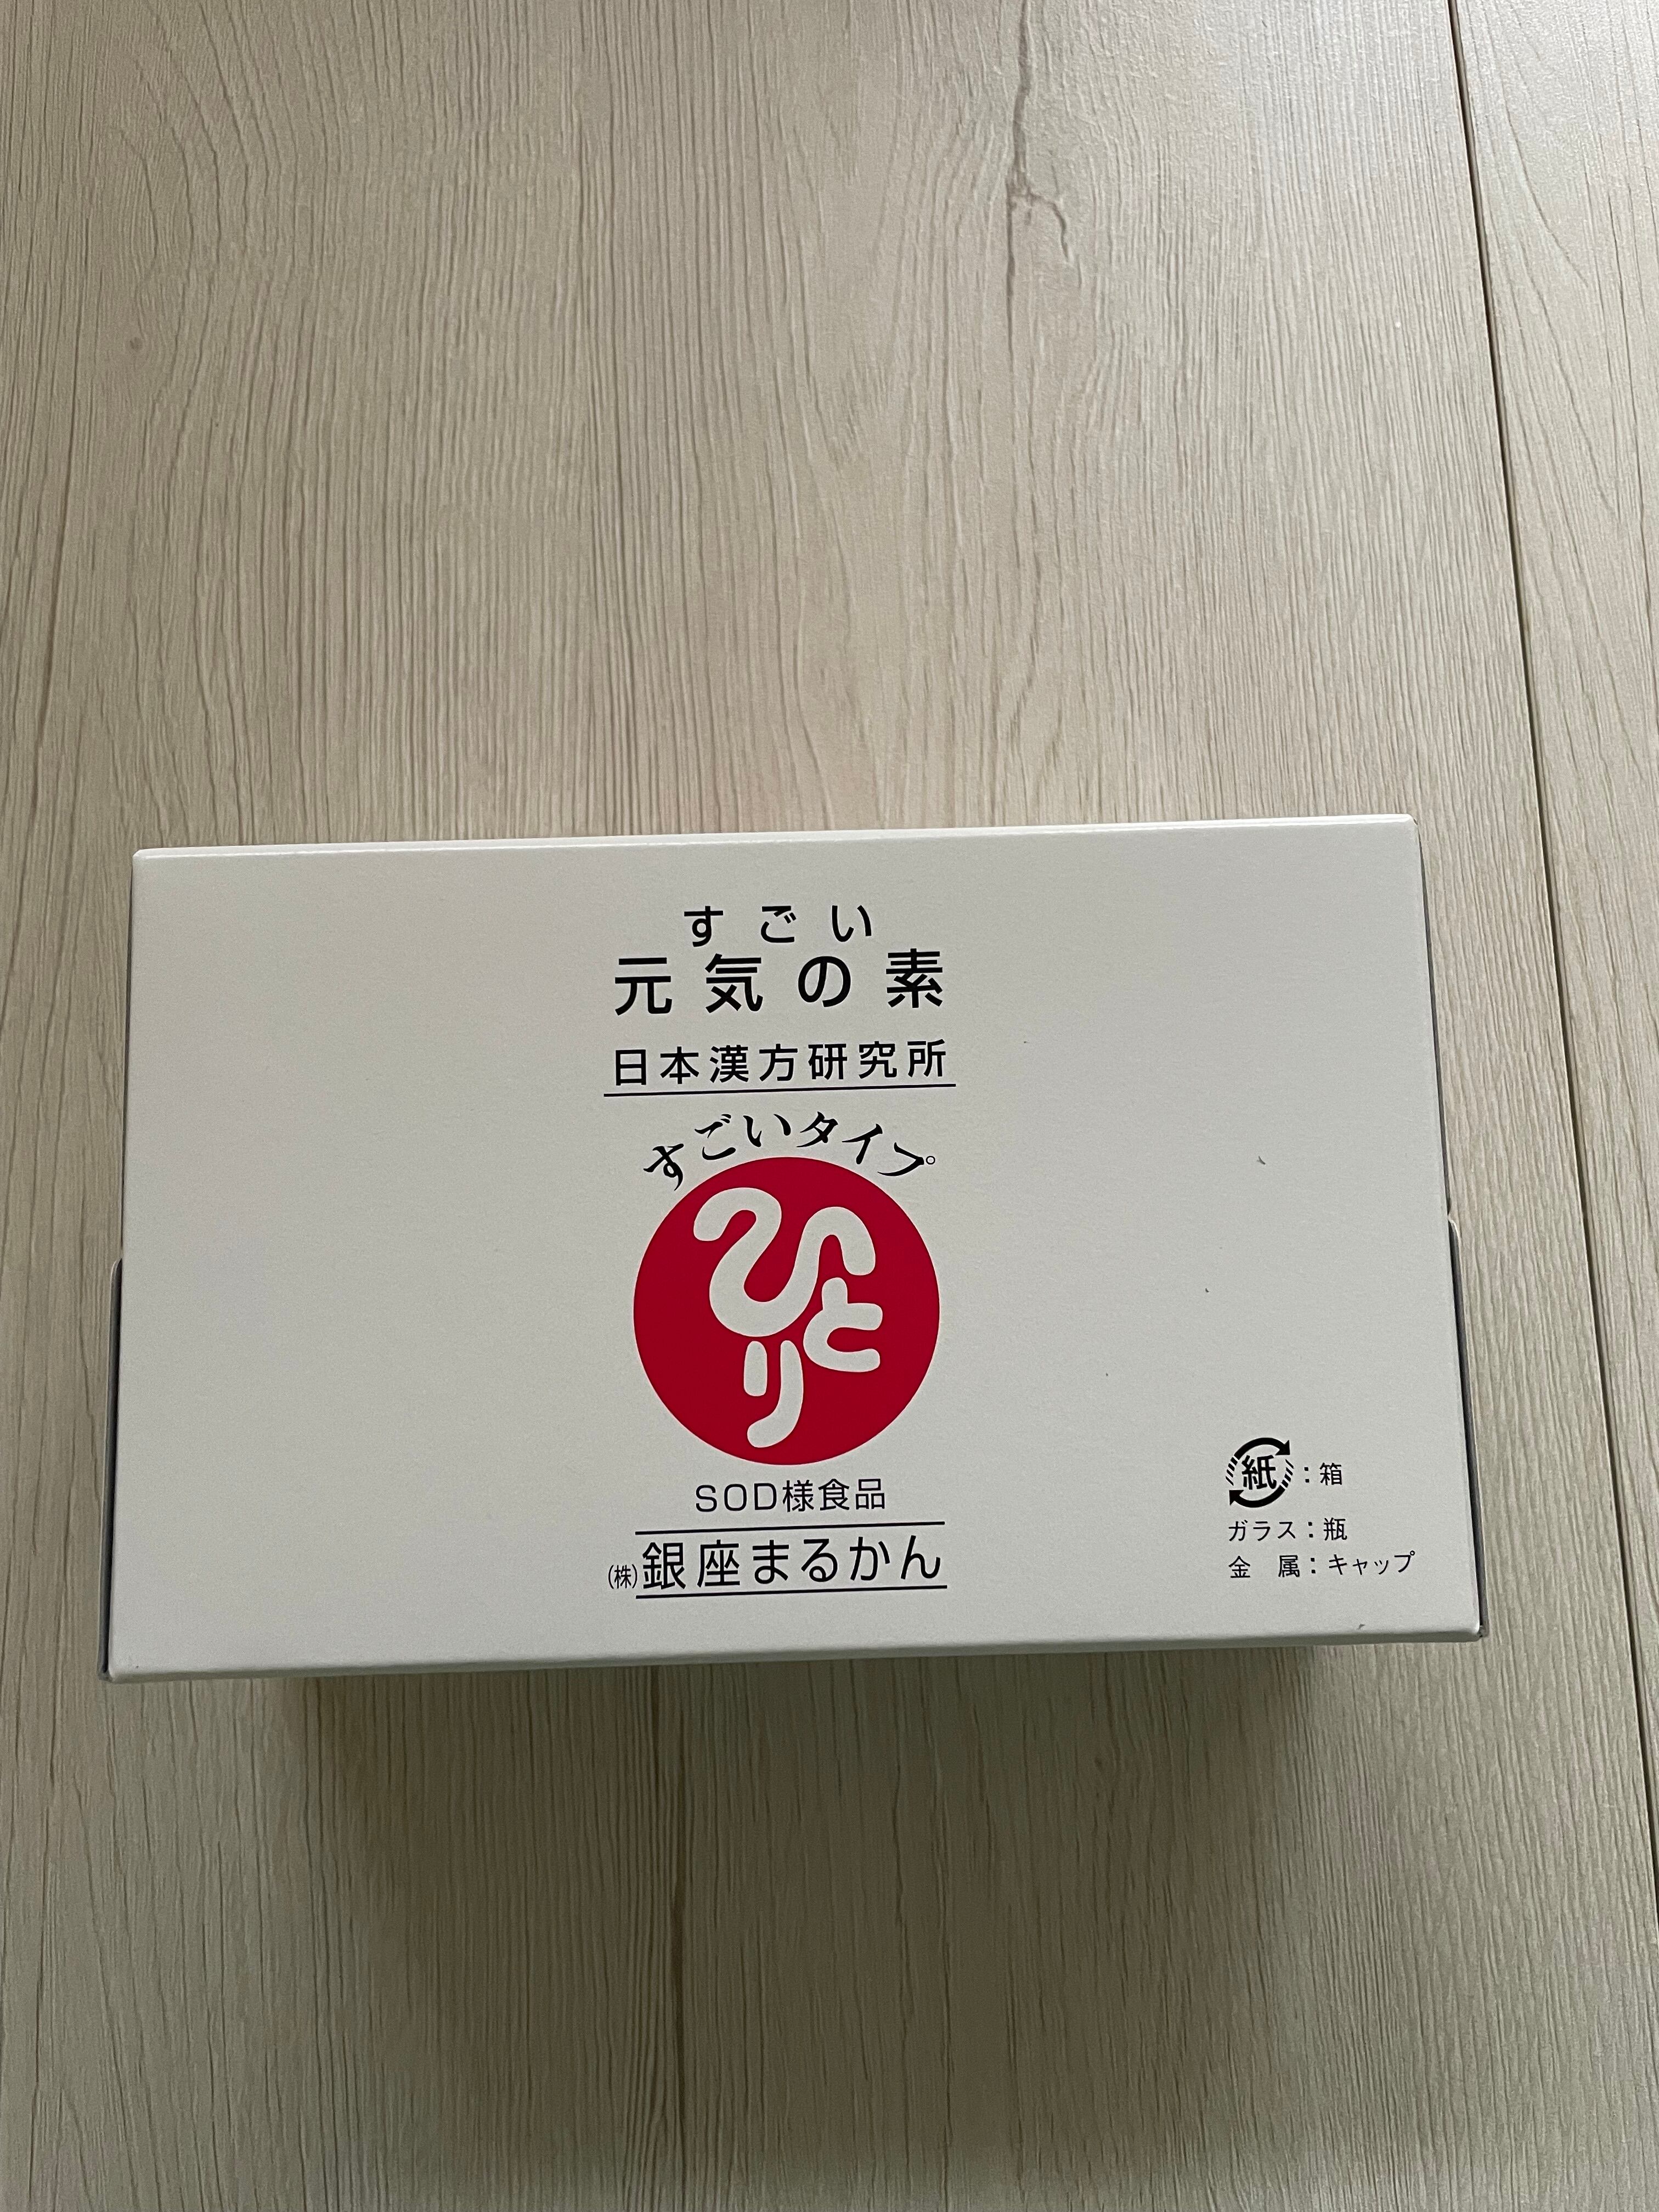 すごい
元気の素
日本漢方研究所
すごいタイプ
ひとり
SOD様食品
(株)銀座まるかん
紙：箱
ガラス：瓶
金　属：キャップ